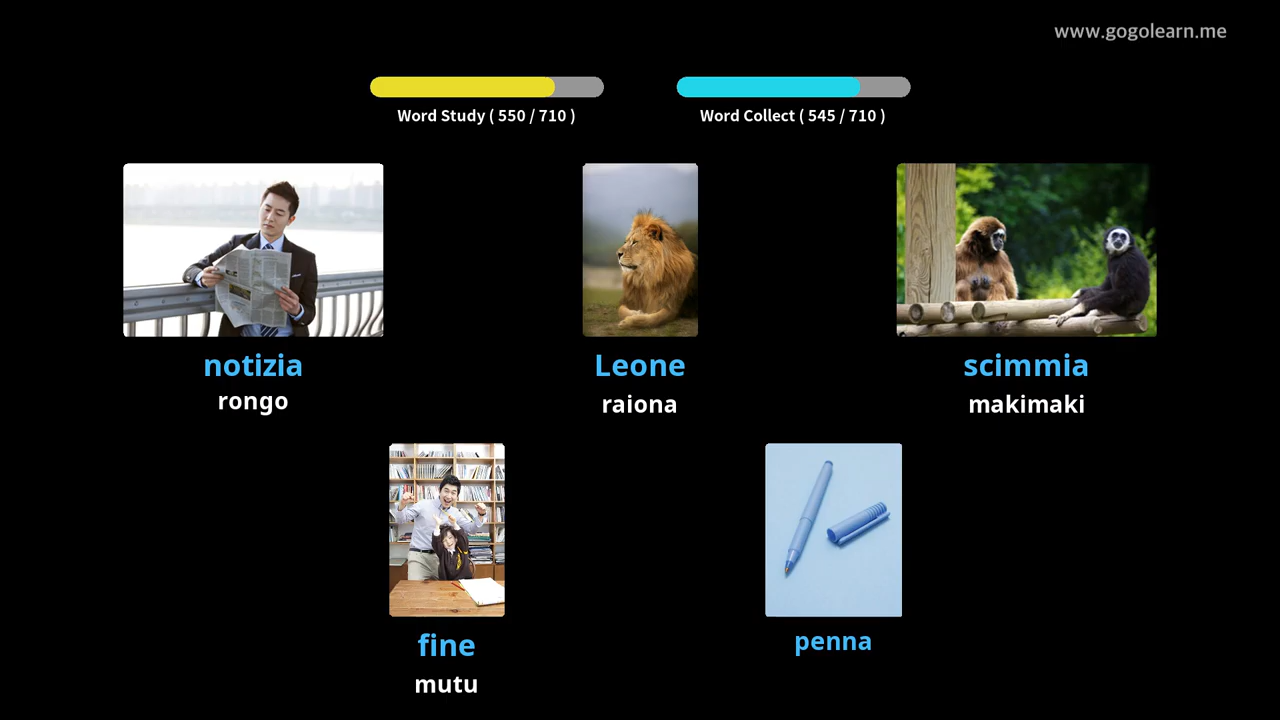 www.gogolearn.me
Word Study ( 550 / 710 )
Word Collect ( 545 / 710 )
notizia
rongo
Leone
raiona
scimmia
makimaki
fine
mutu
penna